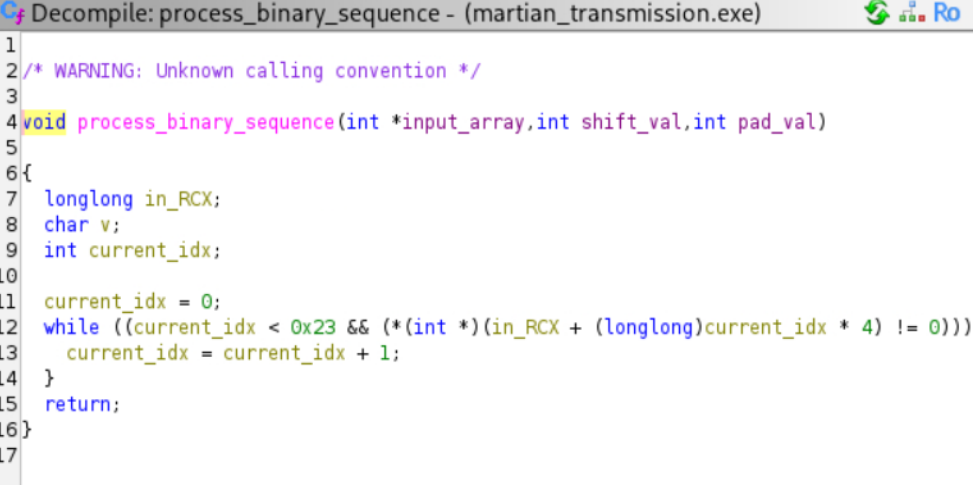 Decompile: process_binary_sequence - (martian_transmission.exe) Ro
1
2 /* WARNING: Unknown calling convention */
3
4 void process_binary_sequence(int *input_array,int shift_val,int pad_val)
5
6 {
7   longlong in_RCX;
8   char v;
9   int current_idx;
10
11   current_idx = 0;
12   while ((current_idx < 0x23 && (*(int *)(in_RCX + (longlong)current_idx * 4) != 0)))
13     current_idx = current_idx + 1;
14   }
15   return;
16 }
17